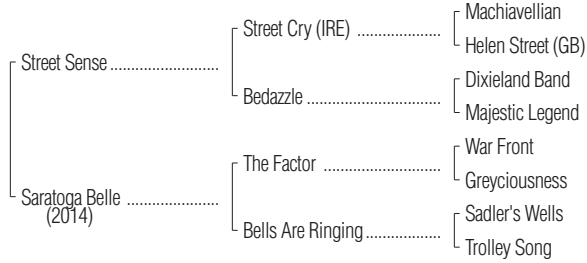 Machiavellian
Street Cry (IRE) ..................
Helen Street (GB)
Street Sense ........................
Dixieland Band
Bedazzle ..............................
Majestic Legend
War Front
The Factor ..........................
Greyciousness
Saratoga Belle ....................
(2014)
Sadler's Wells
Bells Are Ringing.................
Trolley Song